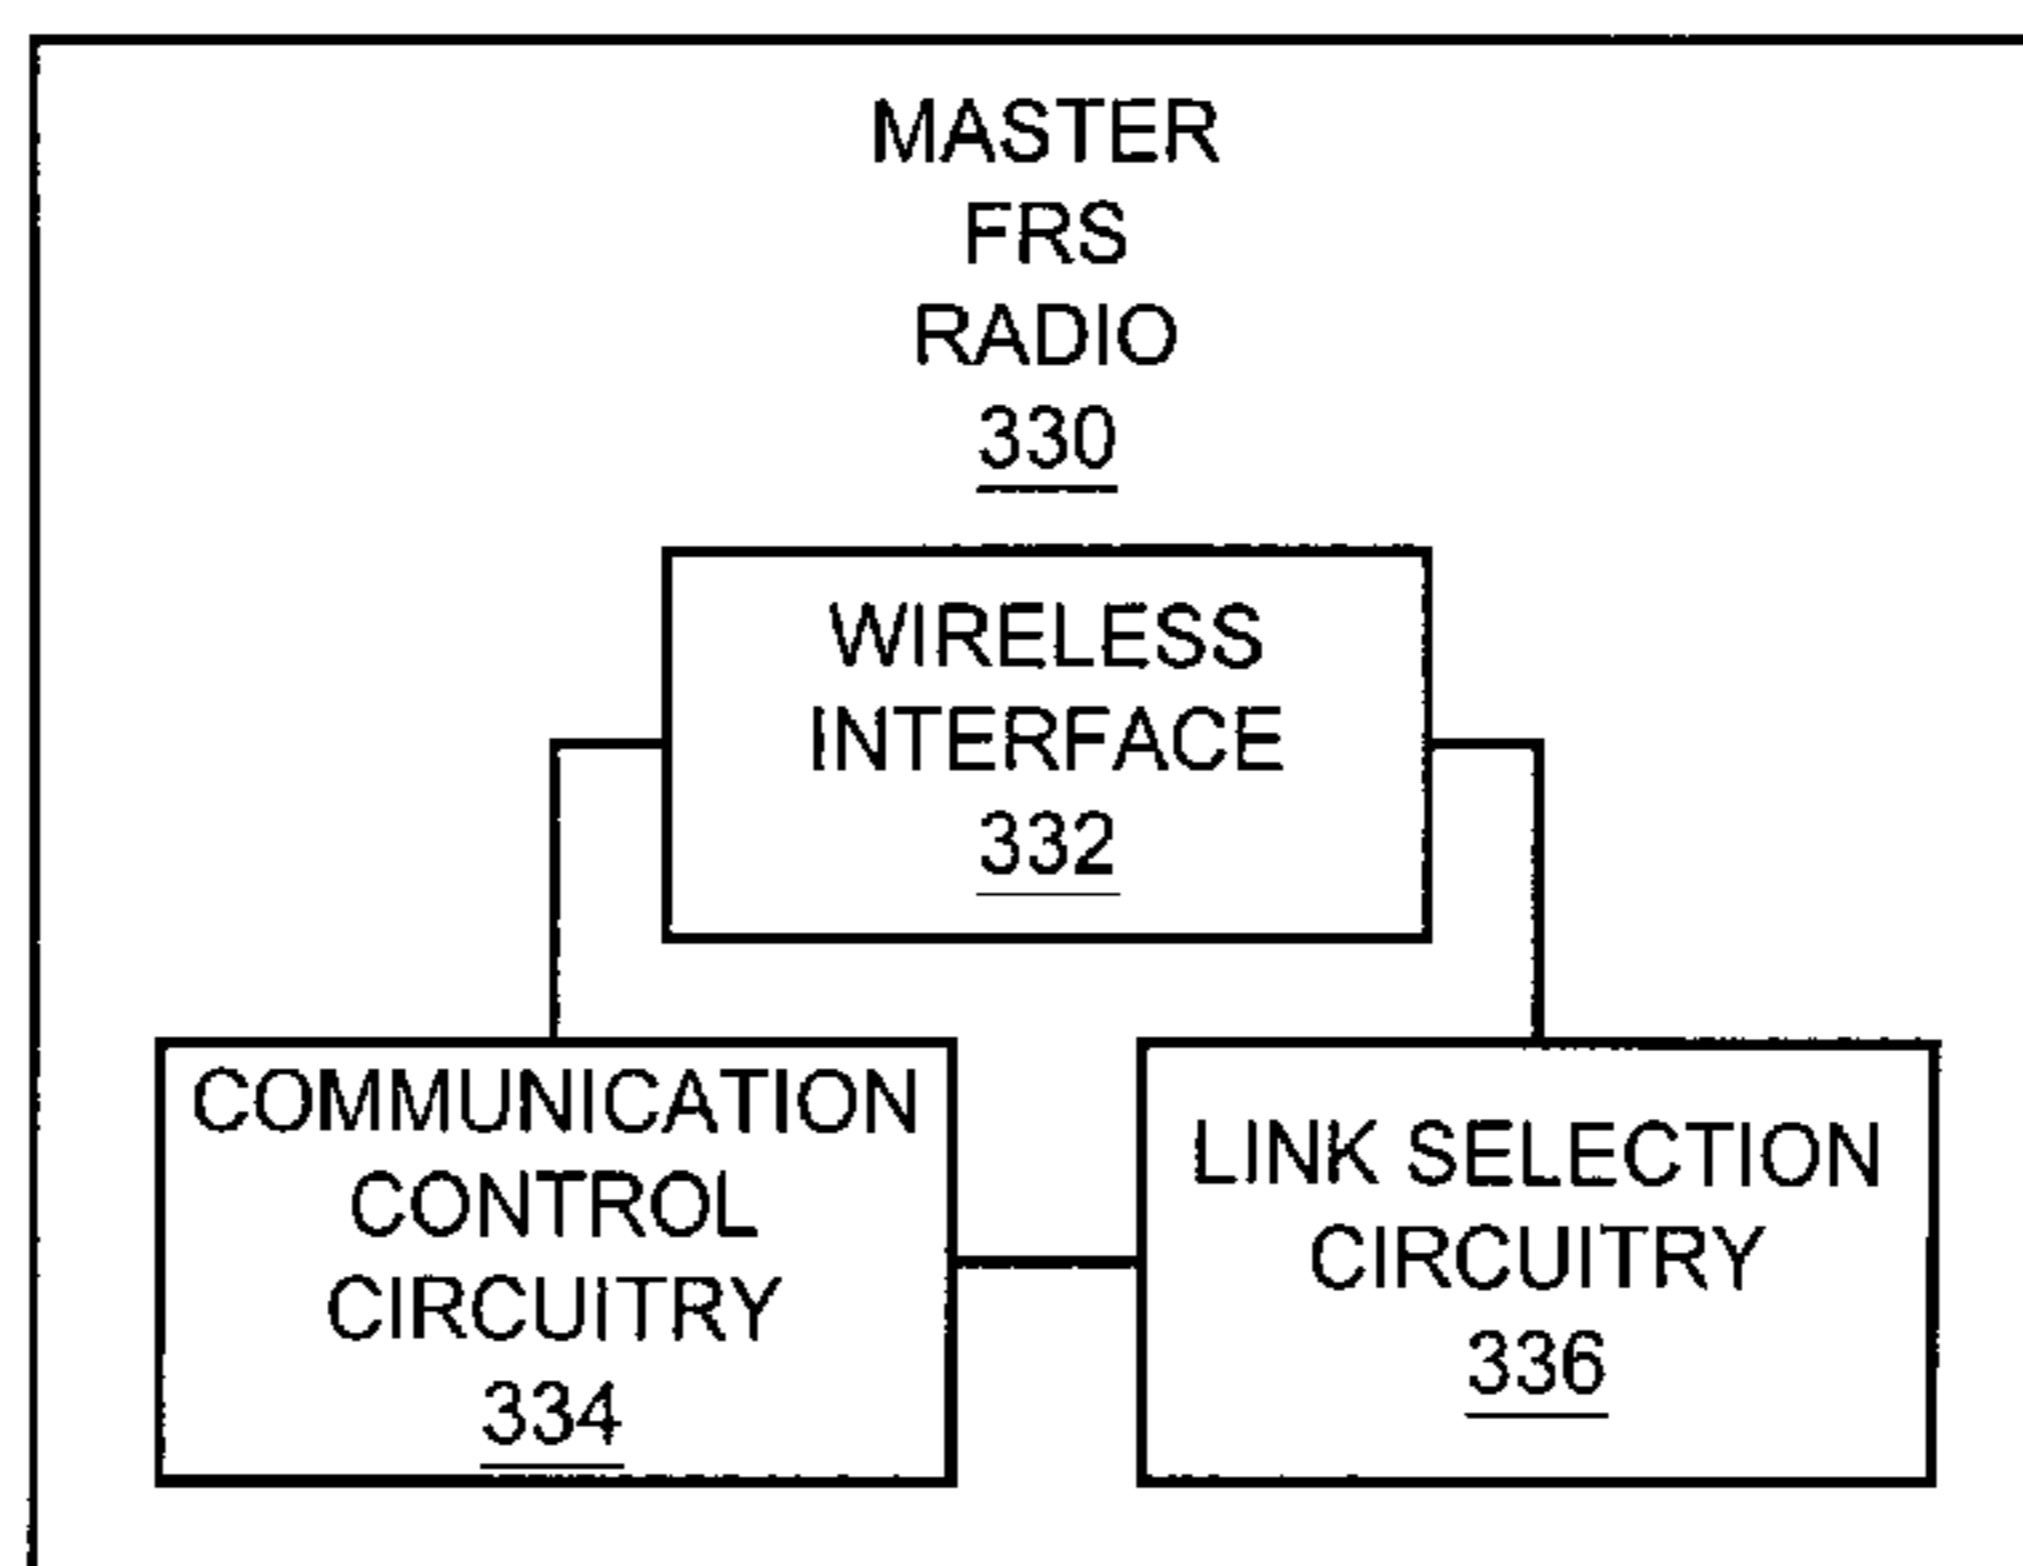 MASTER
FRS
RADIO
330
WIRELESS
INTERFACE
332
COMMUNICATION
CONTROL
CIRCUITRY
334
LINK SELECTION
CIRCUITRY
336